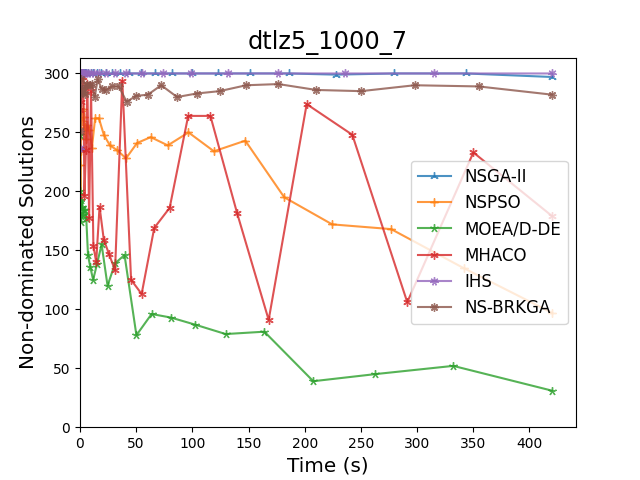 dtlz5_1000_7
Non-dominated Solutions
300
250
200
150
100
50
0
NSGA-II
NSPSO
MOEA/D-DE
MHACO
IHS
NS-BRKGA
0 50 100 150 200 250 300 350 400
Time (s)